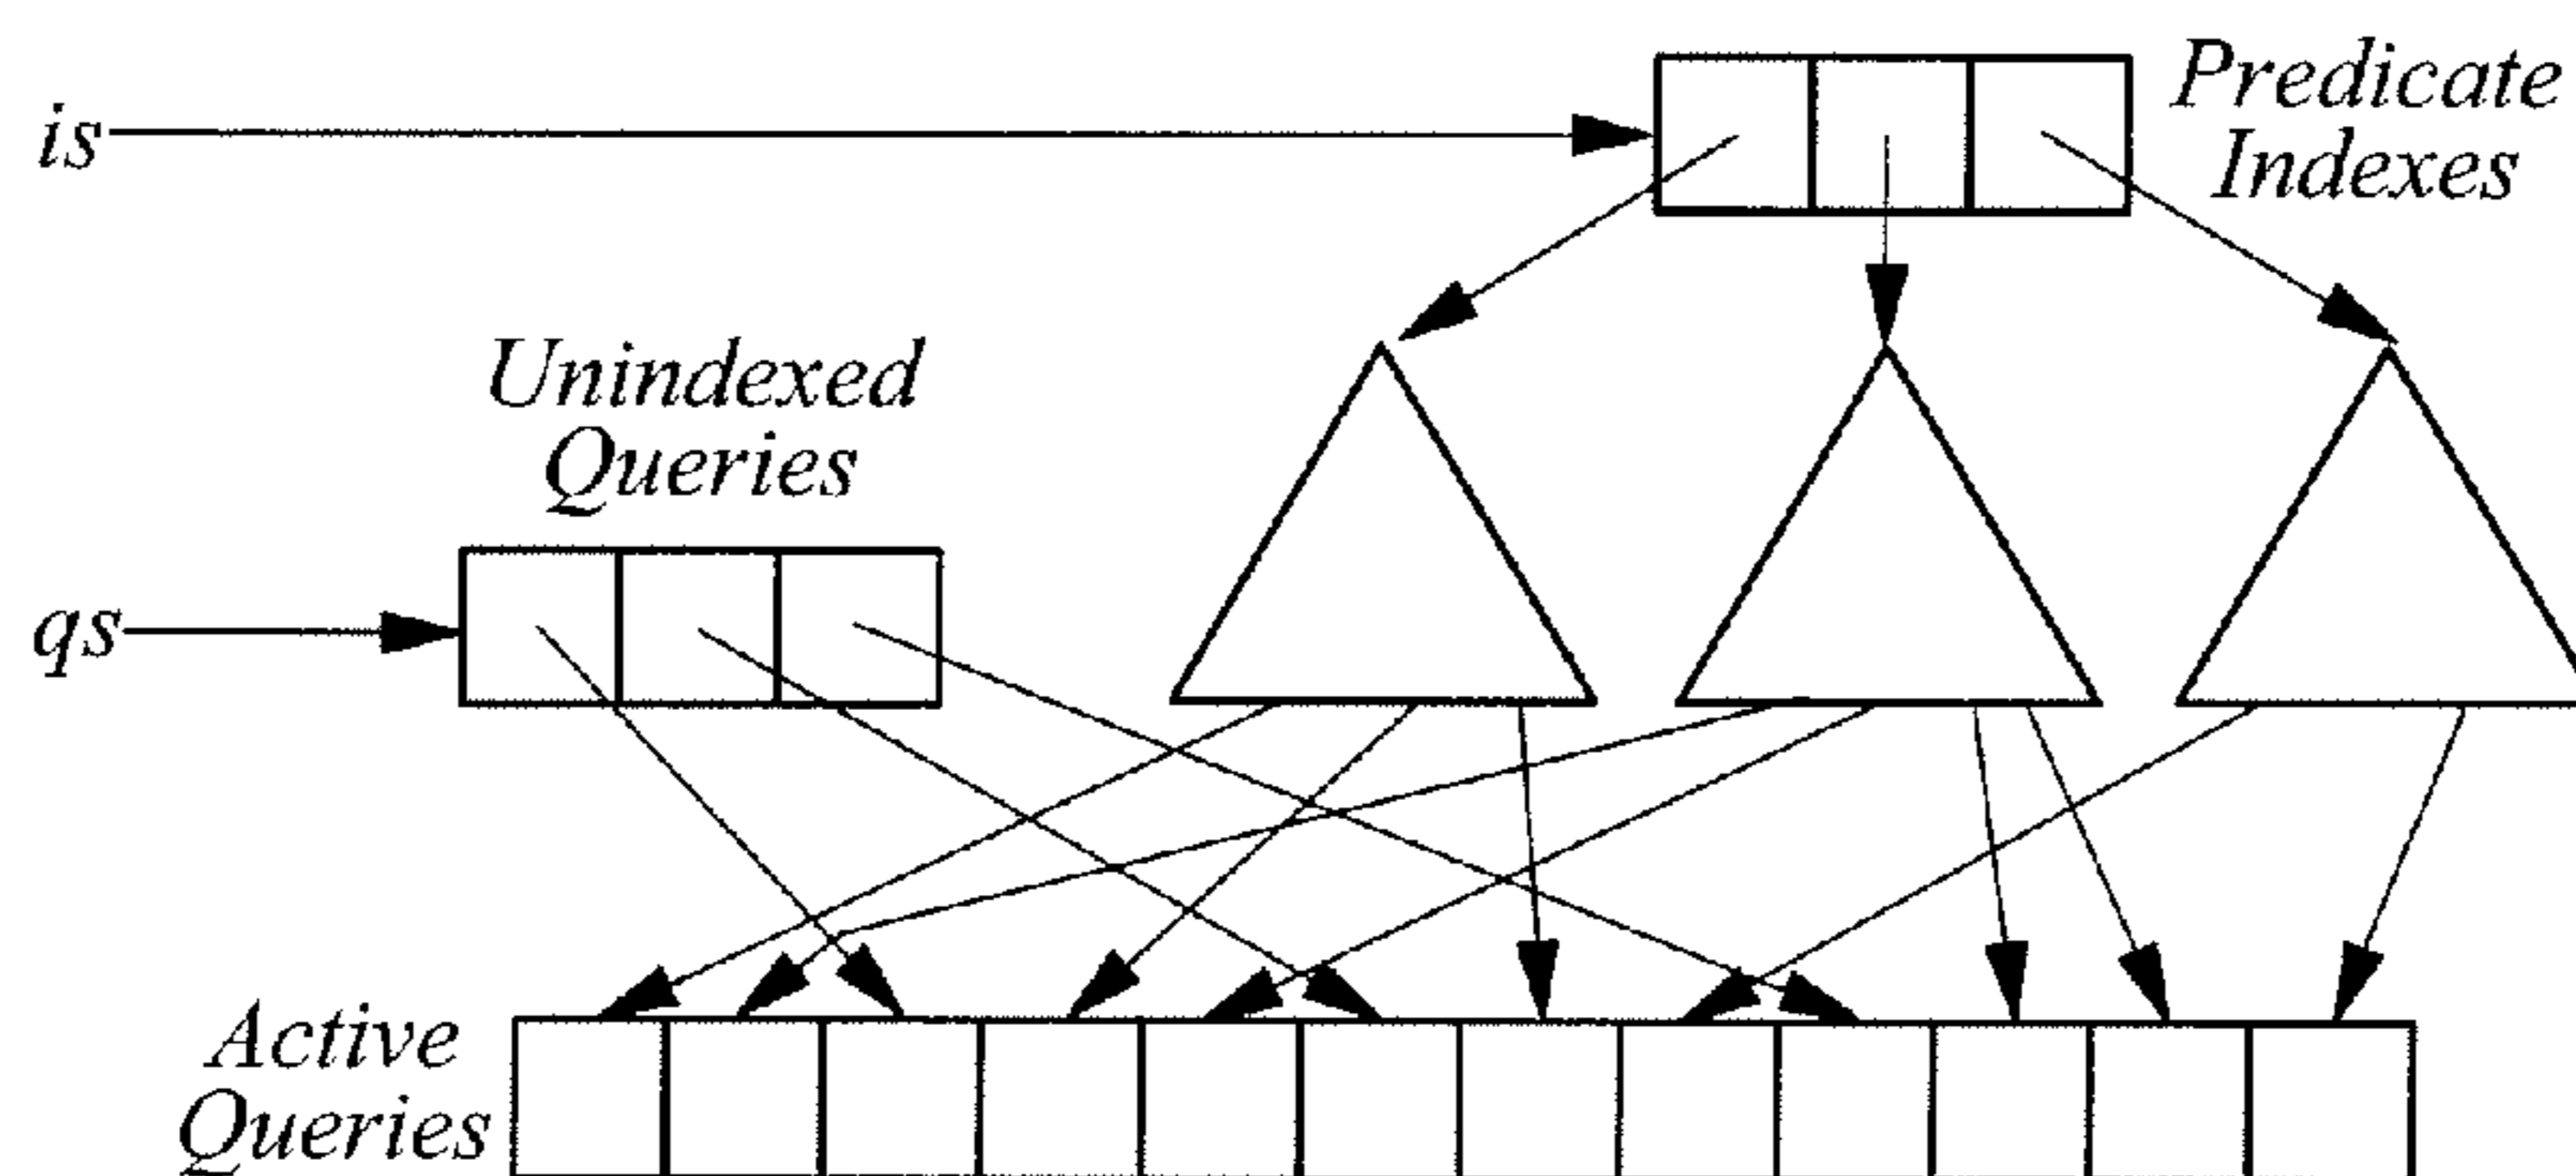 is
Predicate
Indexes
Unindexed
Queries
qs
Active
Queries